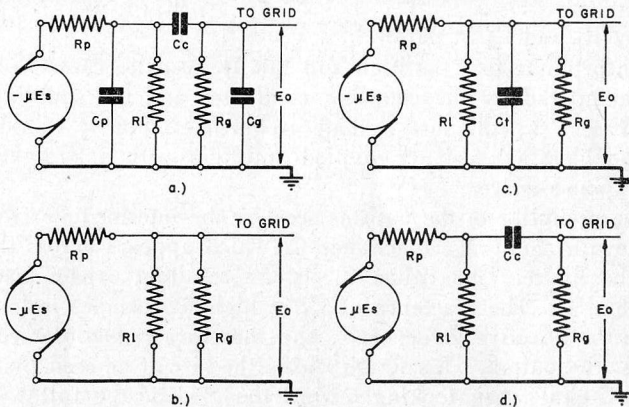 TO GRID
Rp
Cc
-μEs
Cp
Rl
Rg
Cg
Eo
a.)
TO GRID
Rp
-μEs
Rl
Ct
Rg
Eo
c.)
TO GRID
Rp
-μEs
Rl
Rg
Eo
b.)
TO GRID
Rp
Cc
-μEs
Rl
Rg
Eo
d.)